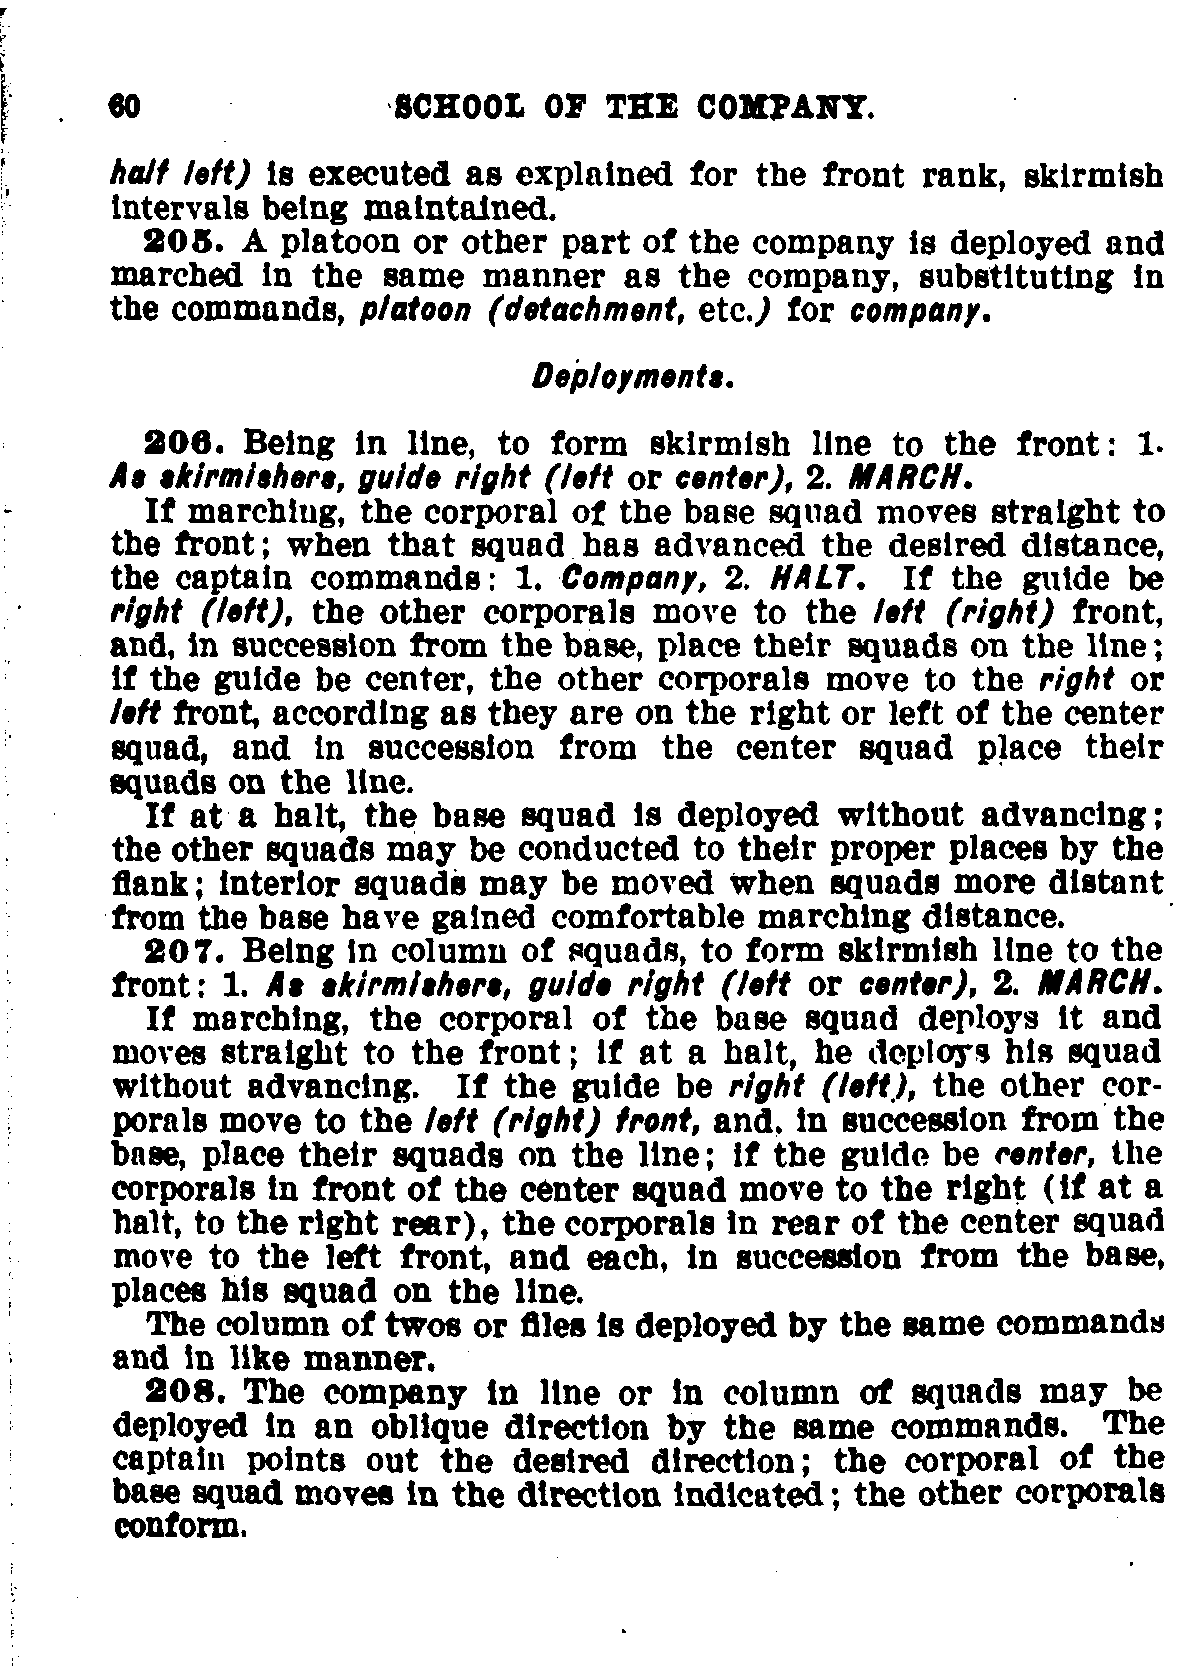 60 SCHOOL OF THE COMPANY.
half left) is executed as explained for the front rank, skirmish
intervals being maintained.
205. A platoon or other part of the company is deployed and
marched in the same manner as the company, substituting in
the commands, platoon (detachment, etc.) for company.
Deployments.
206. Being in line, to form skirmish line to the front: 1.
As skirmishers, guide right (left or center), 2. MARCH.
If marching, the corporal of the base squad moves straight to
the front; when that squad has advanced the desired distance,
the captain commands: 1. Company, 2. HALT. If the guide be
right (left), the other corporals move to the left (right) front,
and, in succession from the base, place their squads on the line;
if the guide be center, the other corporals move to the right or
left front, according as they are on the right or left of the center
squad, and in succession from the center squad place their
squads on the line.
If at a halt, the base squad is deployed without advancing;
the other squads may be conducted to their proper places by the
flank; interior squads may be moved when squads more distant
from the base have gained comfortable marching distance.
207. Being in column of squads, to form skirmish line to the
front: 1. As skirmishers, guide right (left or center), 2. MARCH.
If marching, the corporal of the base squad deploys it and
moves straight to the front; if at a halt, he deploys his squad
without advancing. If the guide be right (left), the other cor-
porals move to the left (right) front, and, in succession from the
base, place their squads on the line; if the guide be center, the
corporals in front of the center squad move to the right (if at a
halt, to the right rear), the corporals in rear of the center squad
move to the left front, and each, in succession from the base,
places his squad on the line.
The column of twos or files is deployed by the same commands
and in like manner.
208. The company in line or in column of squads may be
deployed in an oblique direction by the same commands. The
captain points out the desired direction; the corporal of the
base squad moves in the direction indicated; the other corporals
conform.